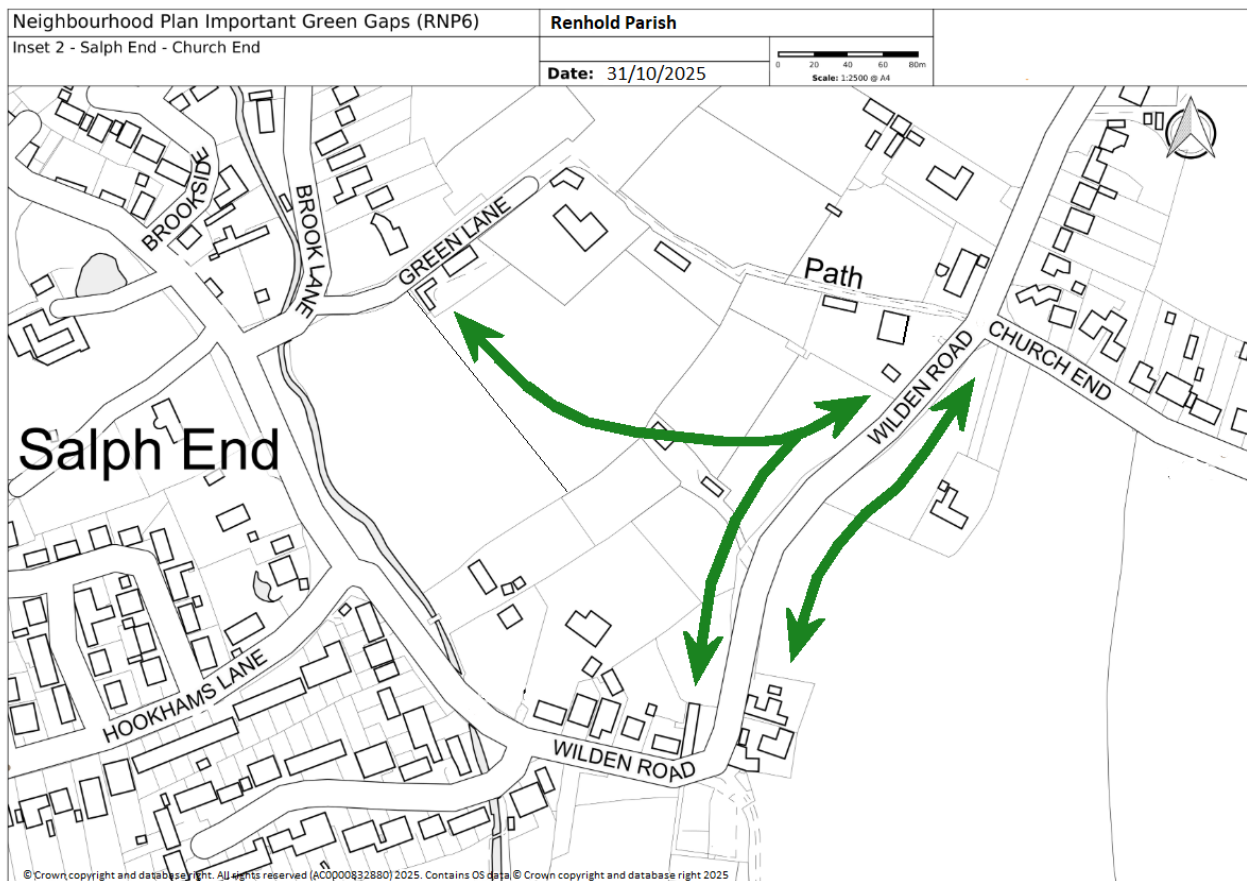 Neighbourhood Plan Important Green Gaps (RNP6)
Renhold Parish
Inset 2 - Salph End - Church End
0 20 40 60 80m
Scale: 1:2500 @ A4
Date: 31/10/2025
BROOKSIDE
BROOK LANE
GREEN LANE
Path
WILDEN ROAD
CHURCH END
Salph End
HOOKHAMS LANE
WILDEN ROAD
© Crown copyright and database right. All rights reserved (AC0000832880) 2025. Contains OS data © Crown copyright and database right 2025